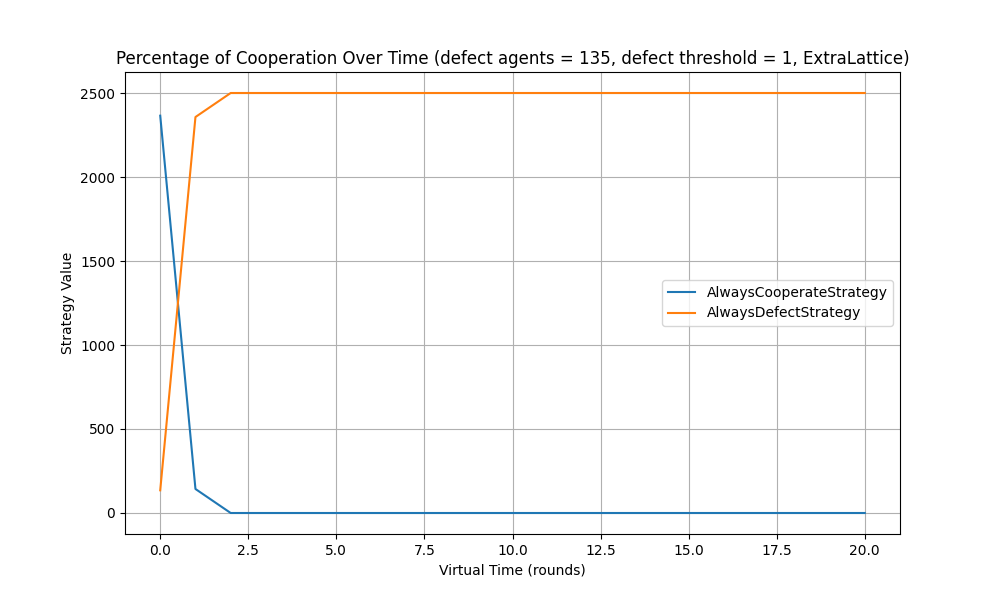 Percentage of Cooperation Over Time (defect agents = 135, defect threshold = 1, ExtraLattice)
2500
2000
1500
1000
500
0
Strategy Value
AlwaysCooperateStrategy
AlwaysDefectStrategy
0.0 2.5 5.0 7.5 10.0 12.5 15.0 17.5 20.0
Virtual Time (rounds)